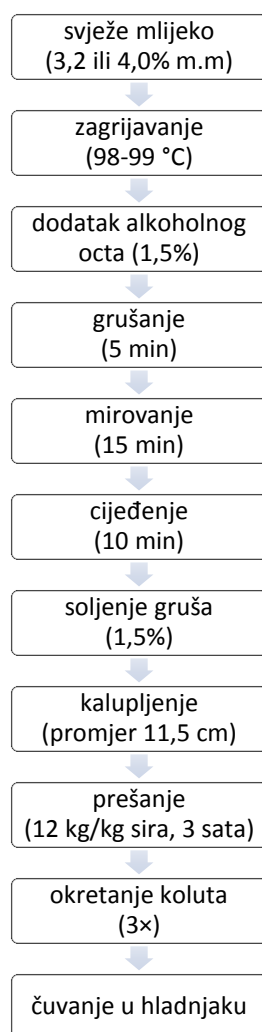 svježe mlijeko
(3,2 ili 4,0% m.m)
zagrijavanje
(98-99 °C)
dodatak alkoholnog
octa (1,5%)
grušanje
(5 min)
mirovanje
(15 min)
cijeđenje
(10 min)
soljenje gruša
(1,5%)
kalupljenje
(promjer 11,5 cm)
prešanje
(12 kg/kg sira, 3 sata)
okretanje koluta
(3×)
čuvanje u hladnjaku